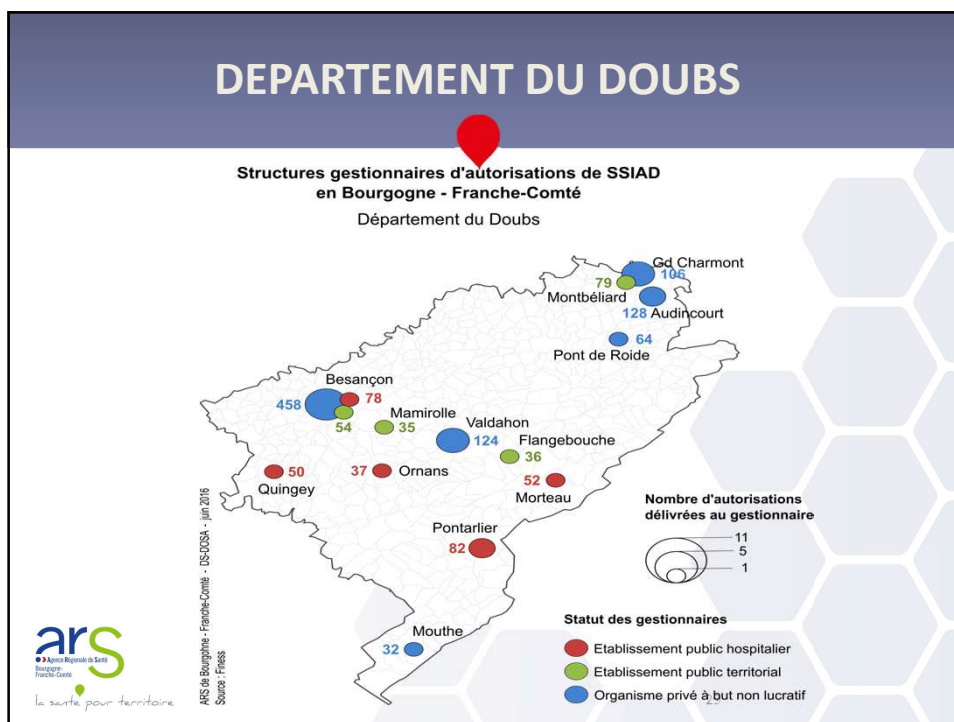 DEPARTEMENT DU DOUBS
Structures gestionnaires d'autorisations de SSIAD
en Bourgogne - Franche-Comté
Département du Doubs
Gd Charmont
79
106
Montbéliard
128 Audincourt
64
Pont de Roide
Besançon
458
78
54
Mamirolle
35
Valdahon
124
Flangebouche
36
50
Quingey
37
Ornans
52
Morteau
Pontarlier
82
Mouthe
32
Nombre d'autorisations
délivrées au gestionnaire
11
5
1
Statut des gestionnaires
Etablissement public hospitalier
Etablissement public territorial
Organisme privé à but non lucratif
ARS de Bourgogne - Franche-Comté - DS-DOSA - juin 2016
Source : Finess
ars
Agence Régionale de Santé
Bourgogne-
Franche-Comté
la santé pour territoire